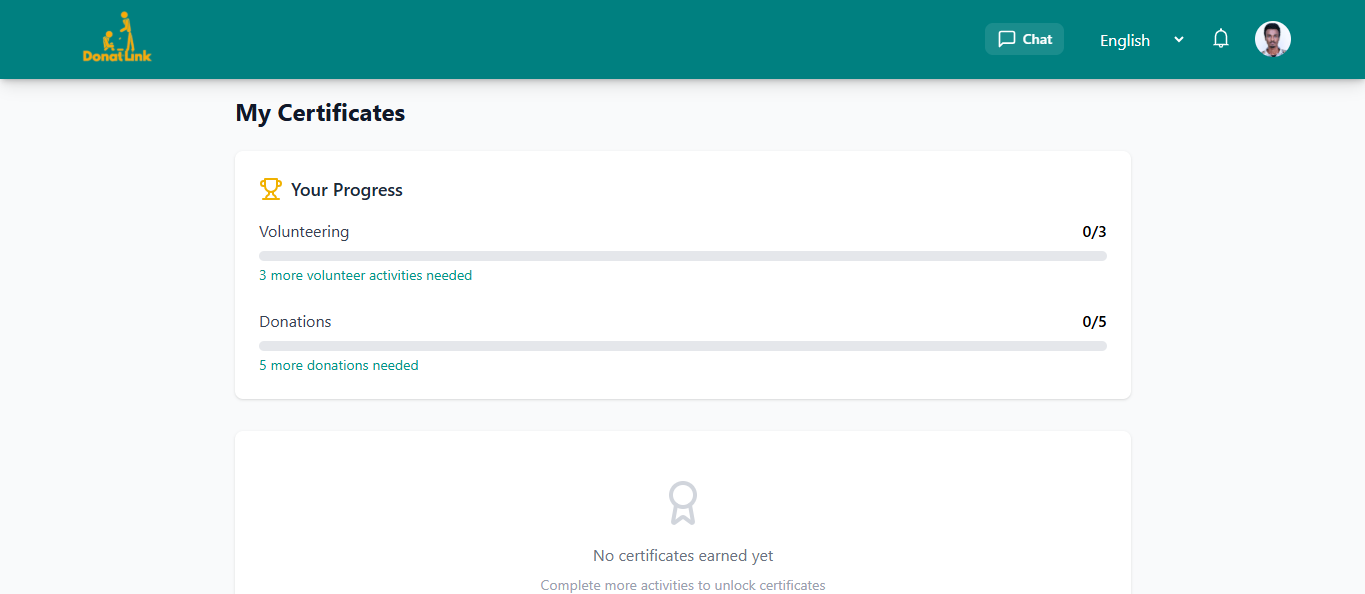 DonatLink
Chat
English
My Certificates
Your Progress
Volunteering 0/3
3 more volunteer activities needed
Donations 0/5
5 more donations needed
No certificates earned yet
Complete more activities to unlock certificates